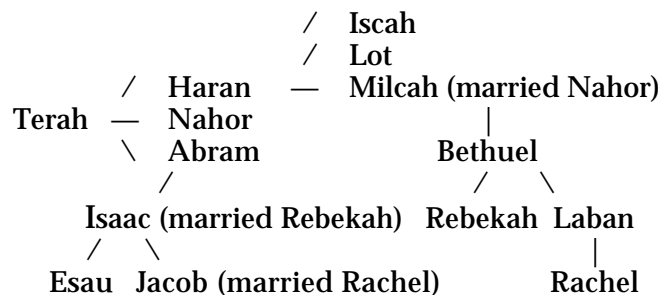 / Iscah
/ Lot
/ Haran — Milcah (married Nahor)
Terah — Nahor |
\ Abram Bethuel
/ / \
Isaac (married Rebekah) Rebekah Laban
/ \ |
Esau Jacob (married Rachel) Rachel